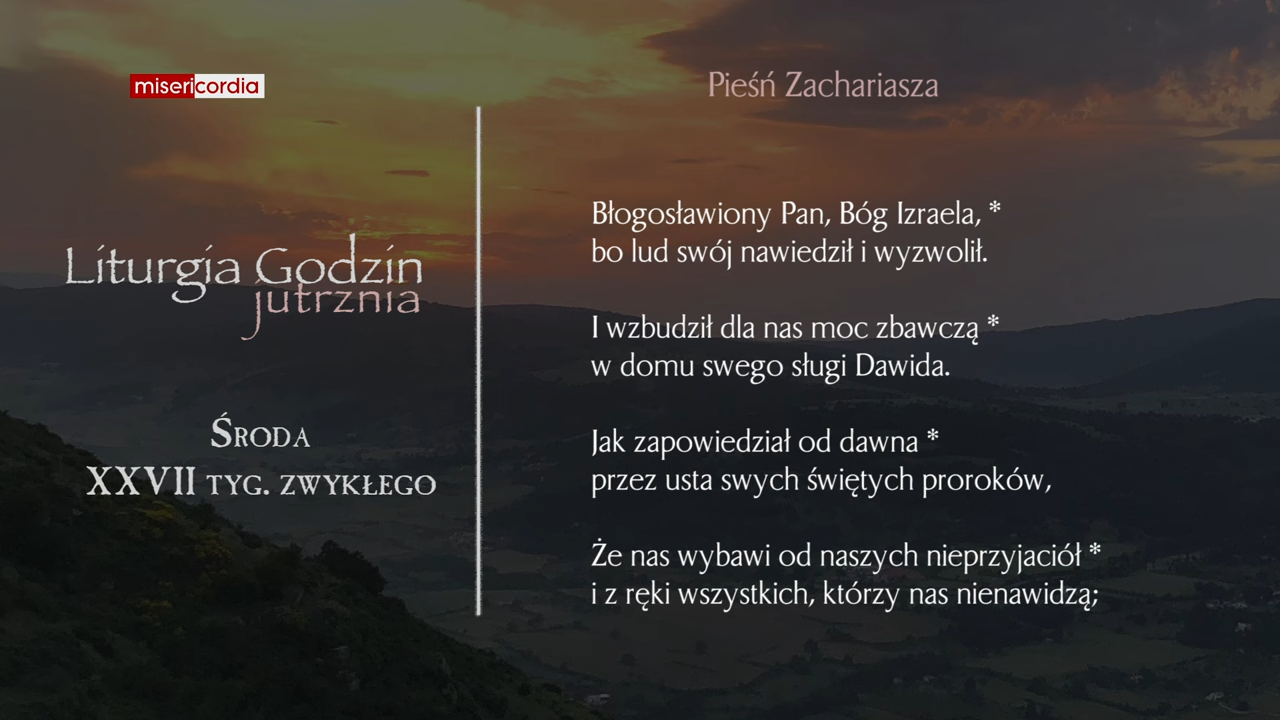 misericordia
Liturgia Godzin
jutrznia
Środa
XXVII tyg. zwykłego
Pieśń Zachariasza
Błogosławiony Pan, Bóg Izraela, *
bo lud swój nawiedził i wyzwolił.
I wzbudził dla nas moc zbawczą *
w domu swego sługi Dawida.
Jak zapowiedział od dawna *
przez usta swych świętych proroków,
Że nas wybawi od naszych nieprzyjaciół *
i z ręki wszystkich, którzy nas nienawidzą;